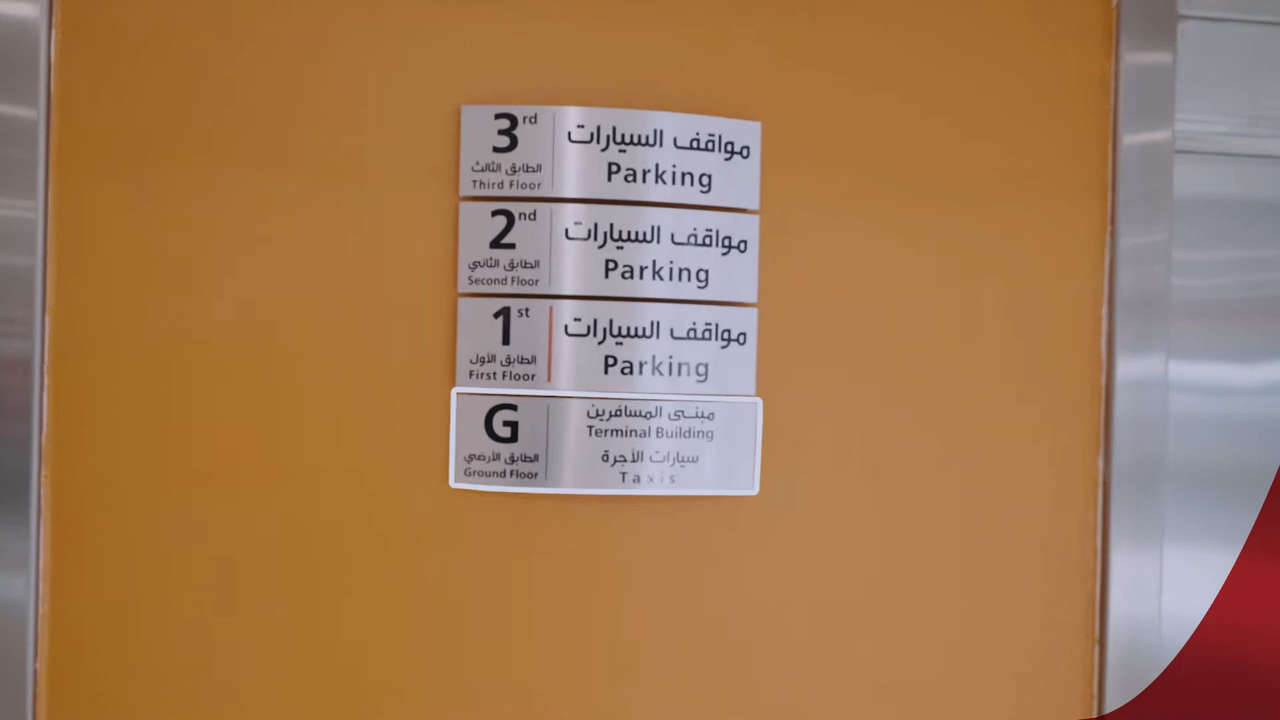 3rd
الطابق الثالث
Third Floor
مواقف السيارات
Parking
2nd
الطابق الثاني
Second Floor
مواقف السيارات
Parking
1st
الطابق الأول
First Floor
مواقف السيارات
Parking
G
الطابق الأرضي
Ground Floor
مبنى المسافرين
Terminal Building
سيارات الأجرة
Taxis